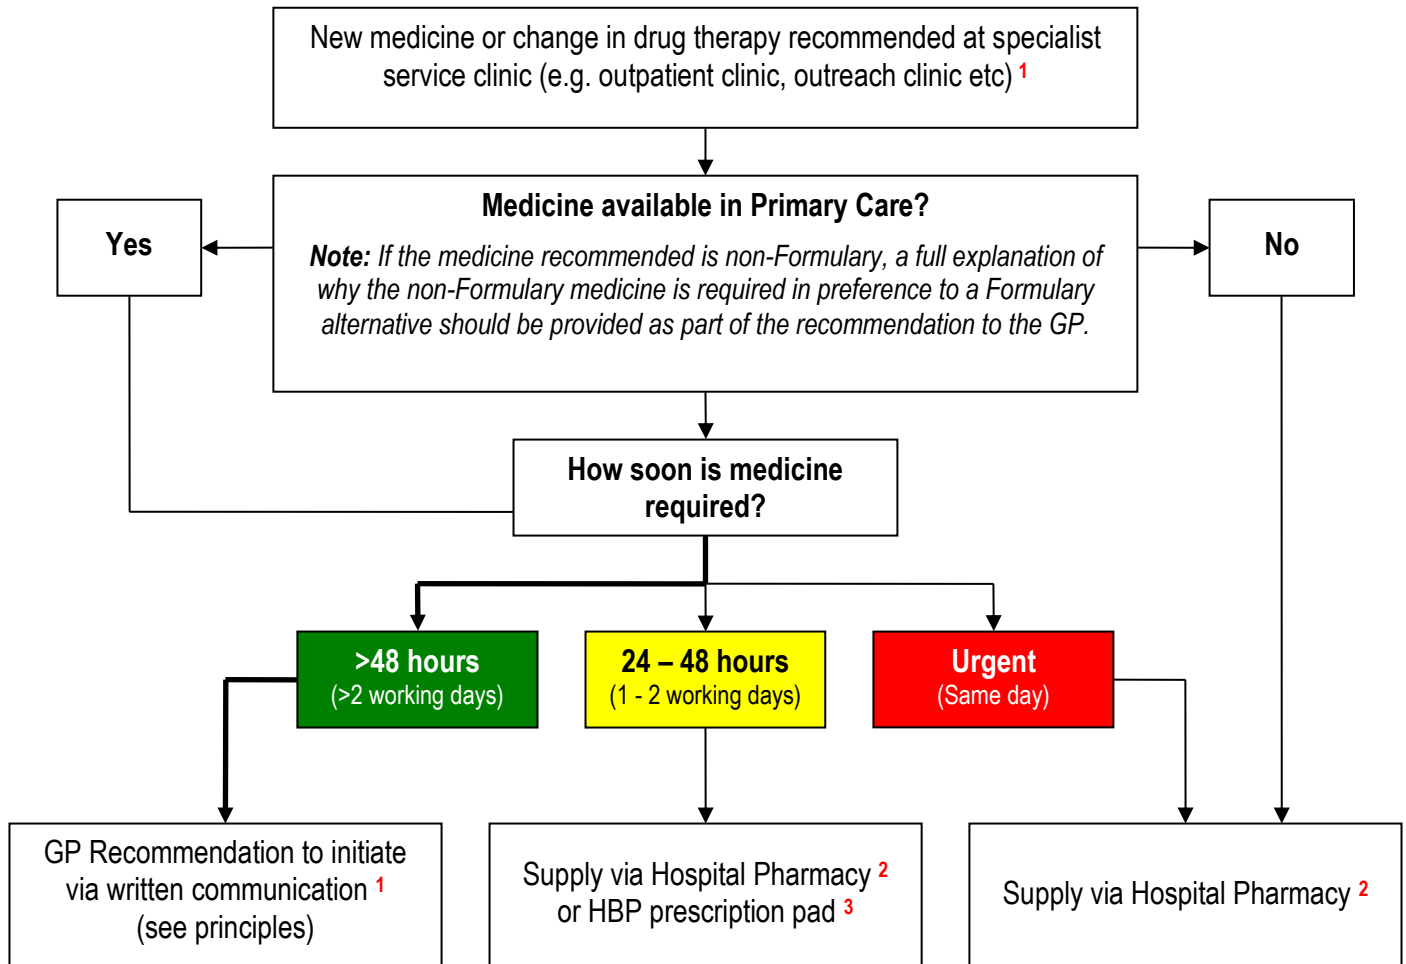 New medicine or change in drug therapy recommended at specialist
service clinic (e.g. outpatient clinic, outreach clinic etc) 1
Yes
Medicine available in Primary Care?
Note: If the medicine recommended is non-Formulary, a full explanation of
why the non-Formulary medicine is required in preference to a Formulary
alternative should be provided as part of the recommendation to the GP.
No
How soon is medicine
required?
>48 hours
(>2 working days)
24 – 48 hours
(1 - 2 working days)
Urgent
(Same day)
GP Recommendation to initiate
via written communication 1
(see principles)
Supply via Hospital Pharmacy 2
or HBP prescription pad 3
Supply via Hospital Pharmacy 2